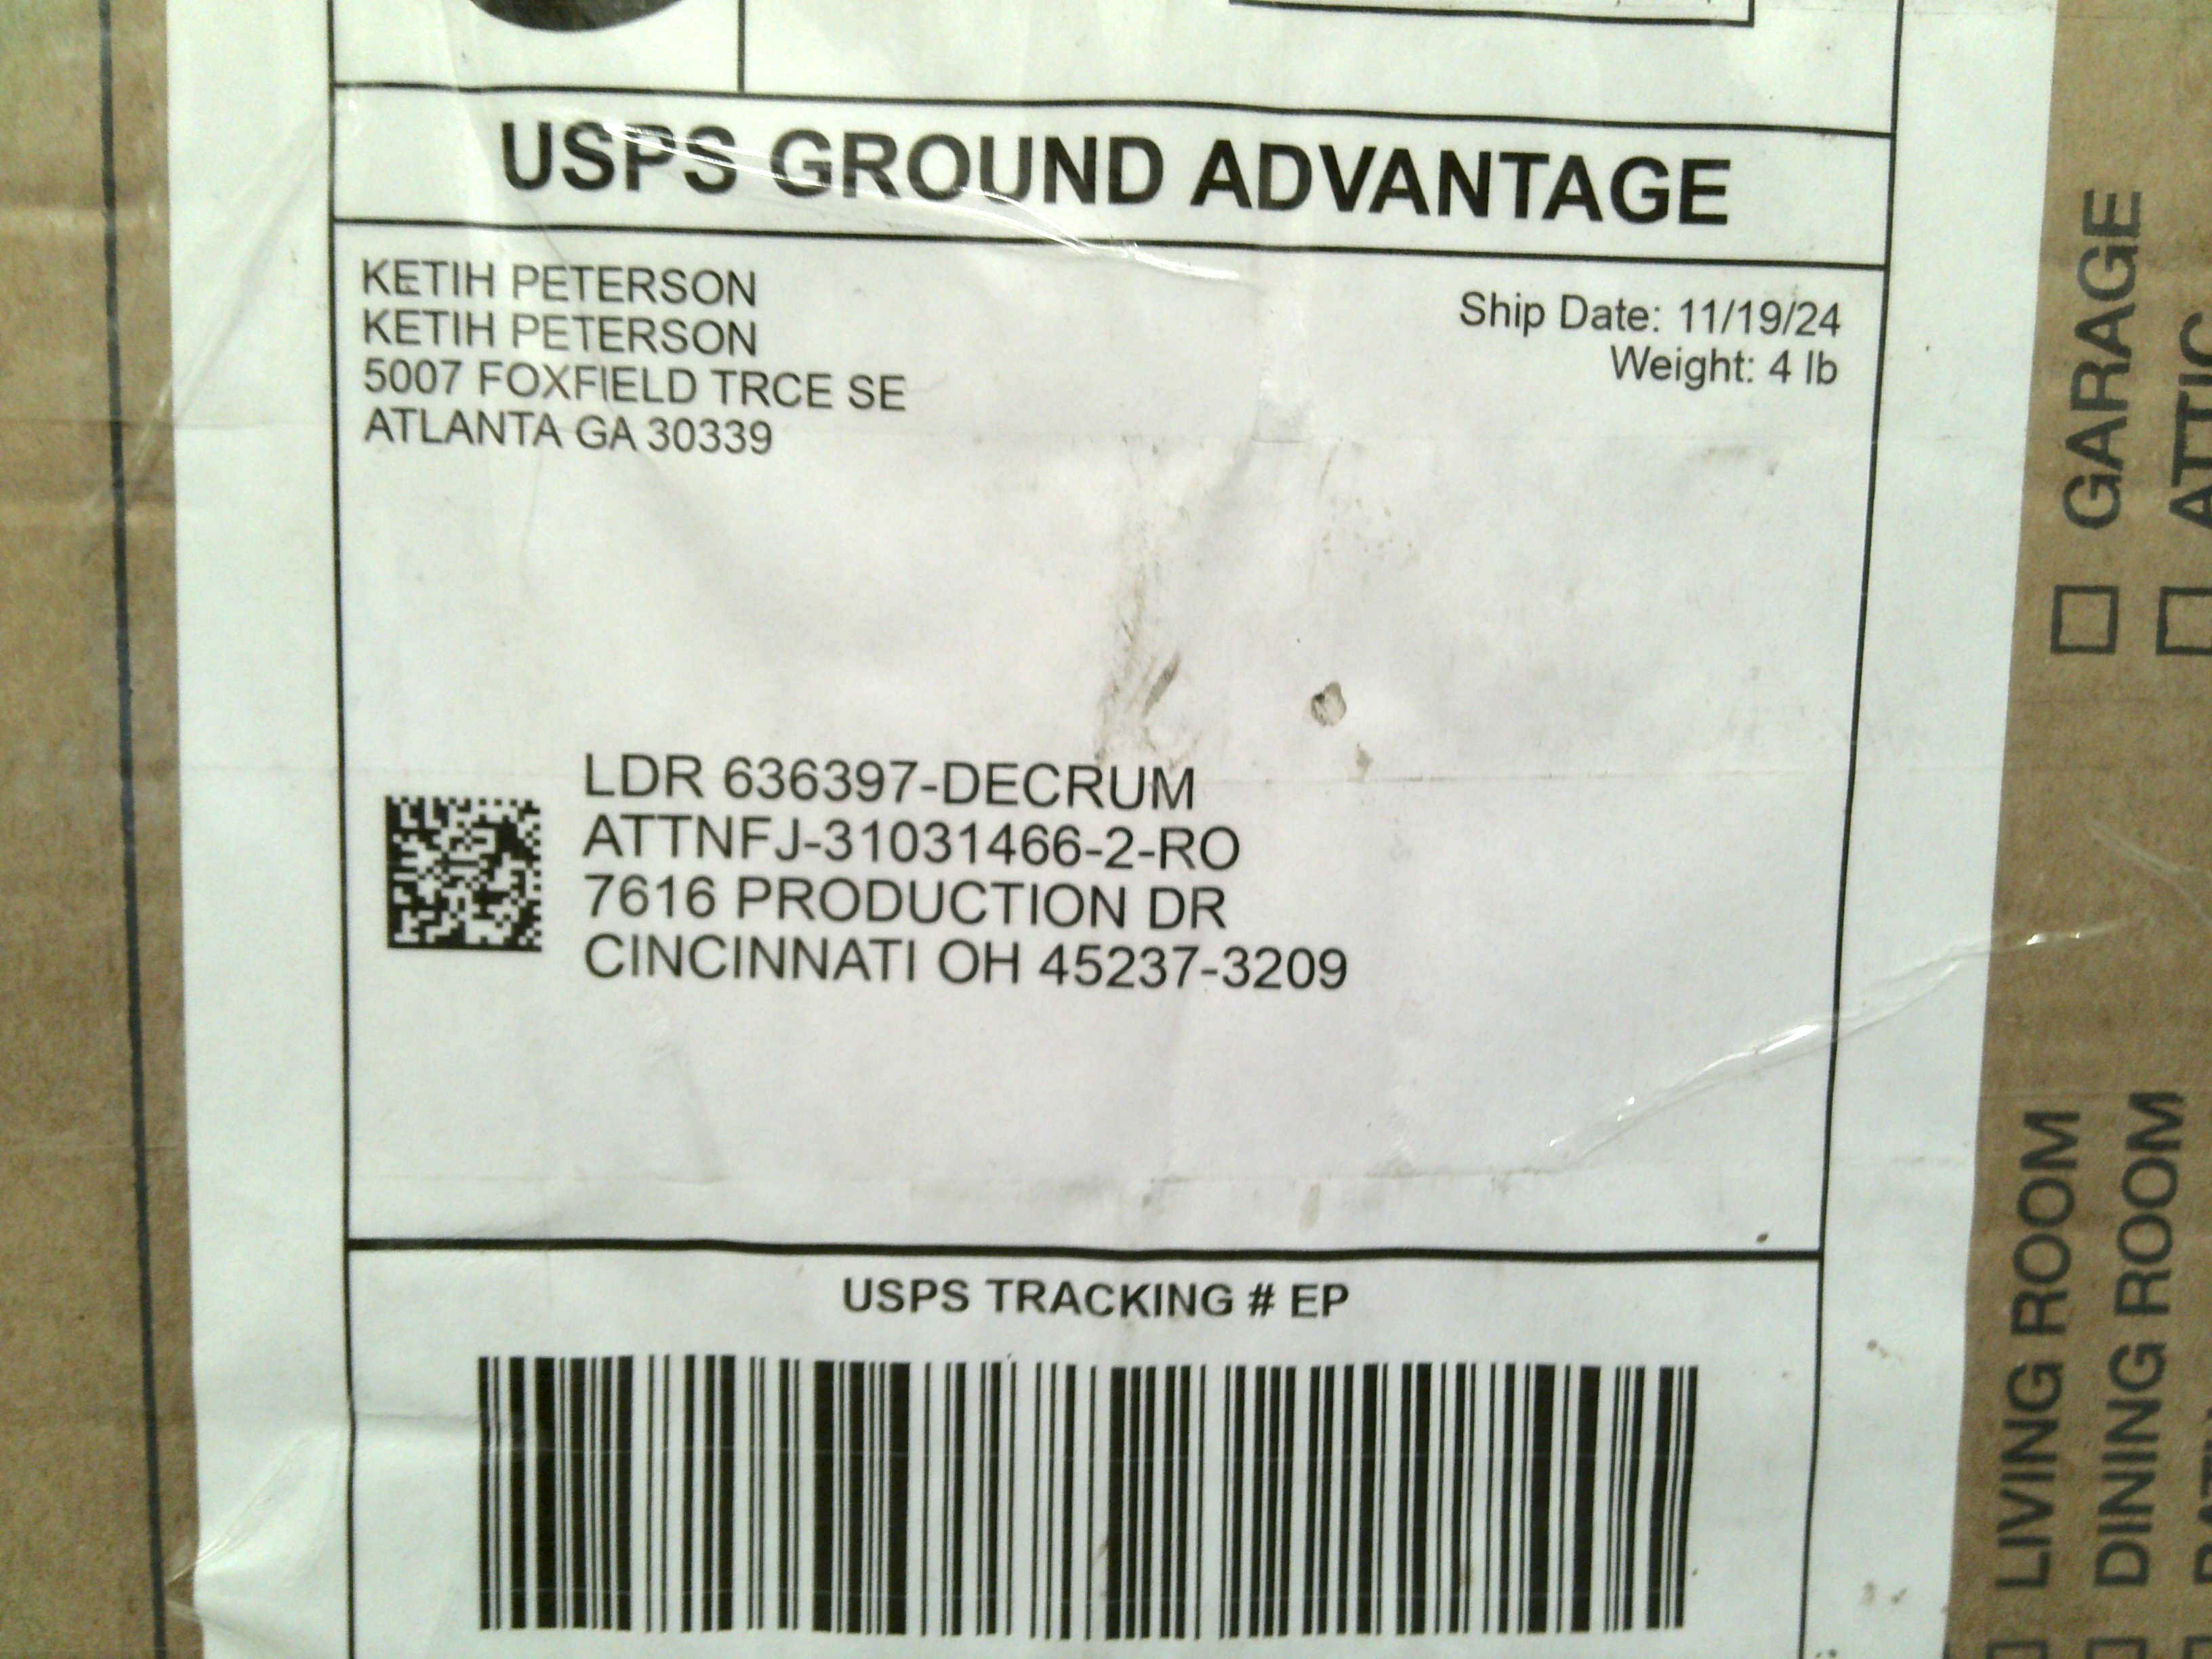 USPS GROUND ADVANTAGE
KETIH PETERSON
KETIH PETERSON
5007 FOXFIELD TRCE SE
ATLANTA GA 30339
Ship Date: 11/19/24
Weight: 4 lb
LDR 636397-DECRUM
ATTNFJ-31031466-2-RO
7616 PRODUCTION DR
CINCINNATI OH 45237-3209
USPS TRACKING # EP
GARAGE
ATTIC
LIVING ROOM
DINING ROOM